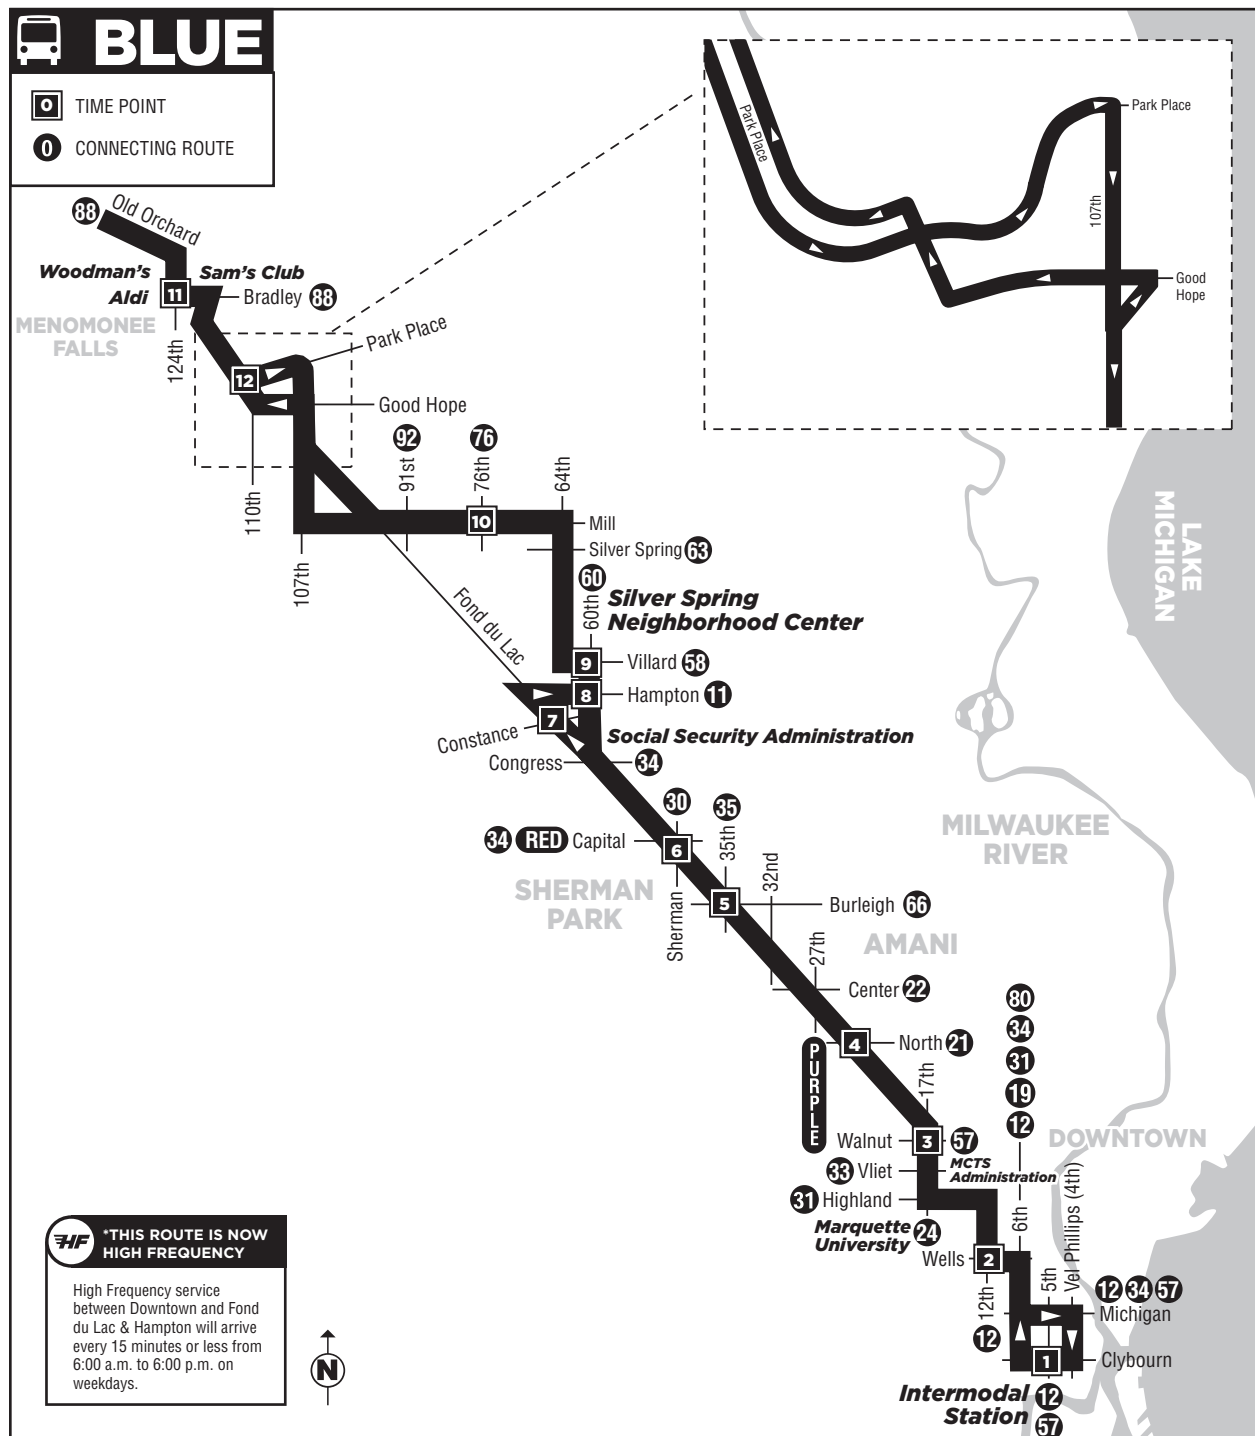 BLUE
0 TIME POINT
0 CONNECTING ROUTE
Park Place
Park Place
107th
Good
Hope
88 Old Orchard
Woodman's
Aldi
Sam's Club
11
Bradley 88
MENOMONEE
FALLS
124th
Park Place
12
Good Hope
110th
107th
92
91st
76
76th
64th
10
Mill
Silver Spring 63
60
60th
Silver Spring
Neighborhood Center
Fond du Lac
9
Villard 58
8
Hampton 11
7
Constance
Social Security Administration
Congress
34
LAKE
MICHIGAN
MILWAUKEE
RIVER
30
35
35th
34 RED Capital
6
32nd
SHERMAN
PARK
Sherman
5
Burleigh 66
AMANI
27th
Center 22
80
34
31
19
12
4
North 21
PURPLE
17th
Walnut
3
57
DOWNTOWN
33 Vliet
MCTS
Administration
31 Highland
Marquette
University
24
6th
Vel Phillips (4th)
Wells
2
5th
12th
12
12 34 57
Michigan
1
Clybourn
Intermodal
Station
12
57
HF
*THIS ROUTE IS NOW
HIGH FREQUENCY
High Frequency service
between Downtown and Fond
du Lac & Hampton will arrive
every 15 minutes or less from
6:00 a.m. to 6:00 p.m. on
weekdays.
N